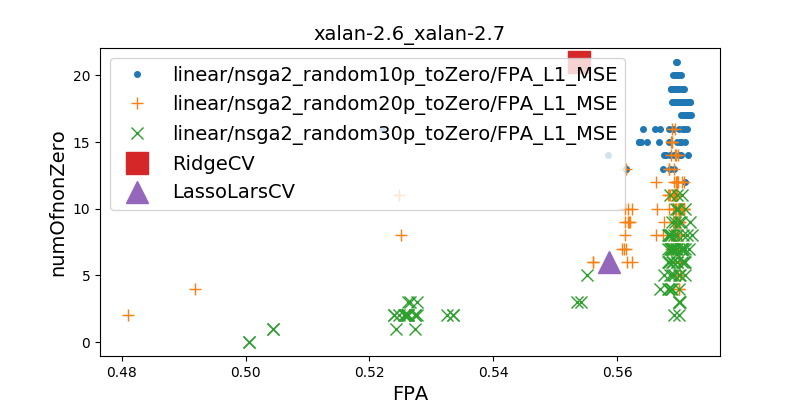 xalan-2.6_xalan-2.7
linear/nsga2_random10p_toZero/FPA_L1_MSE
linear/nsga2_random20p_toZero/FPA_L1_MSE
linear/nsga2_random30p_toZero/FPA_L1_MSE
RidgeCV
LassoLarsCV
numOfnonZero
20
15
10
5
0
0.48 0.50 0.52 0.54 0.56
FPA